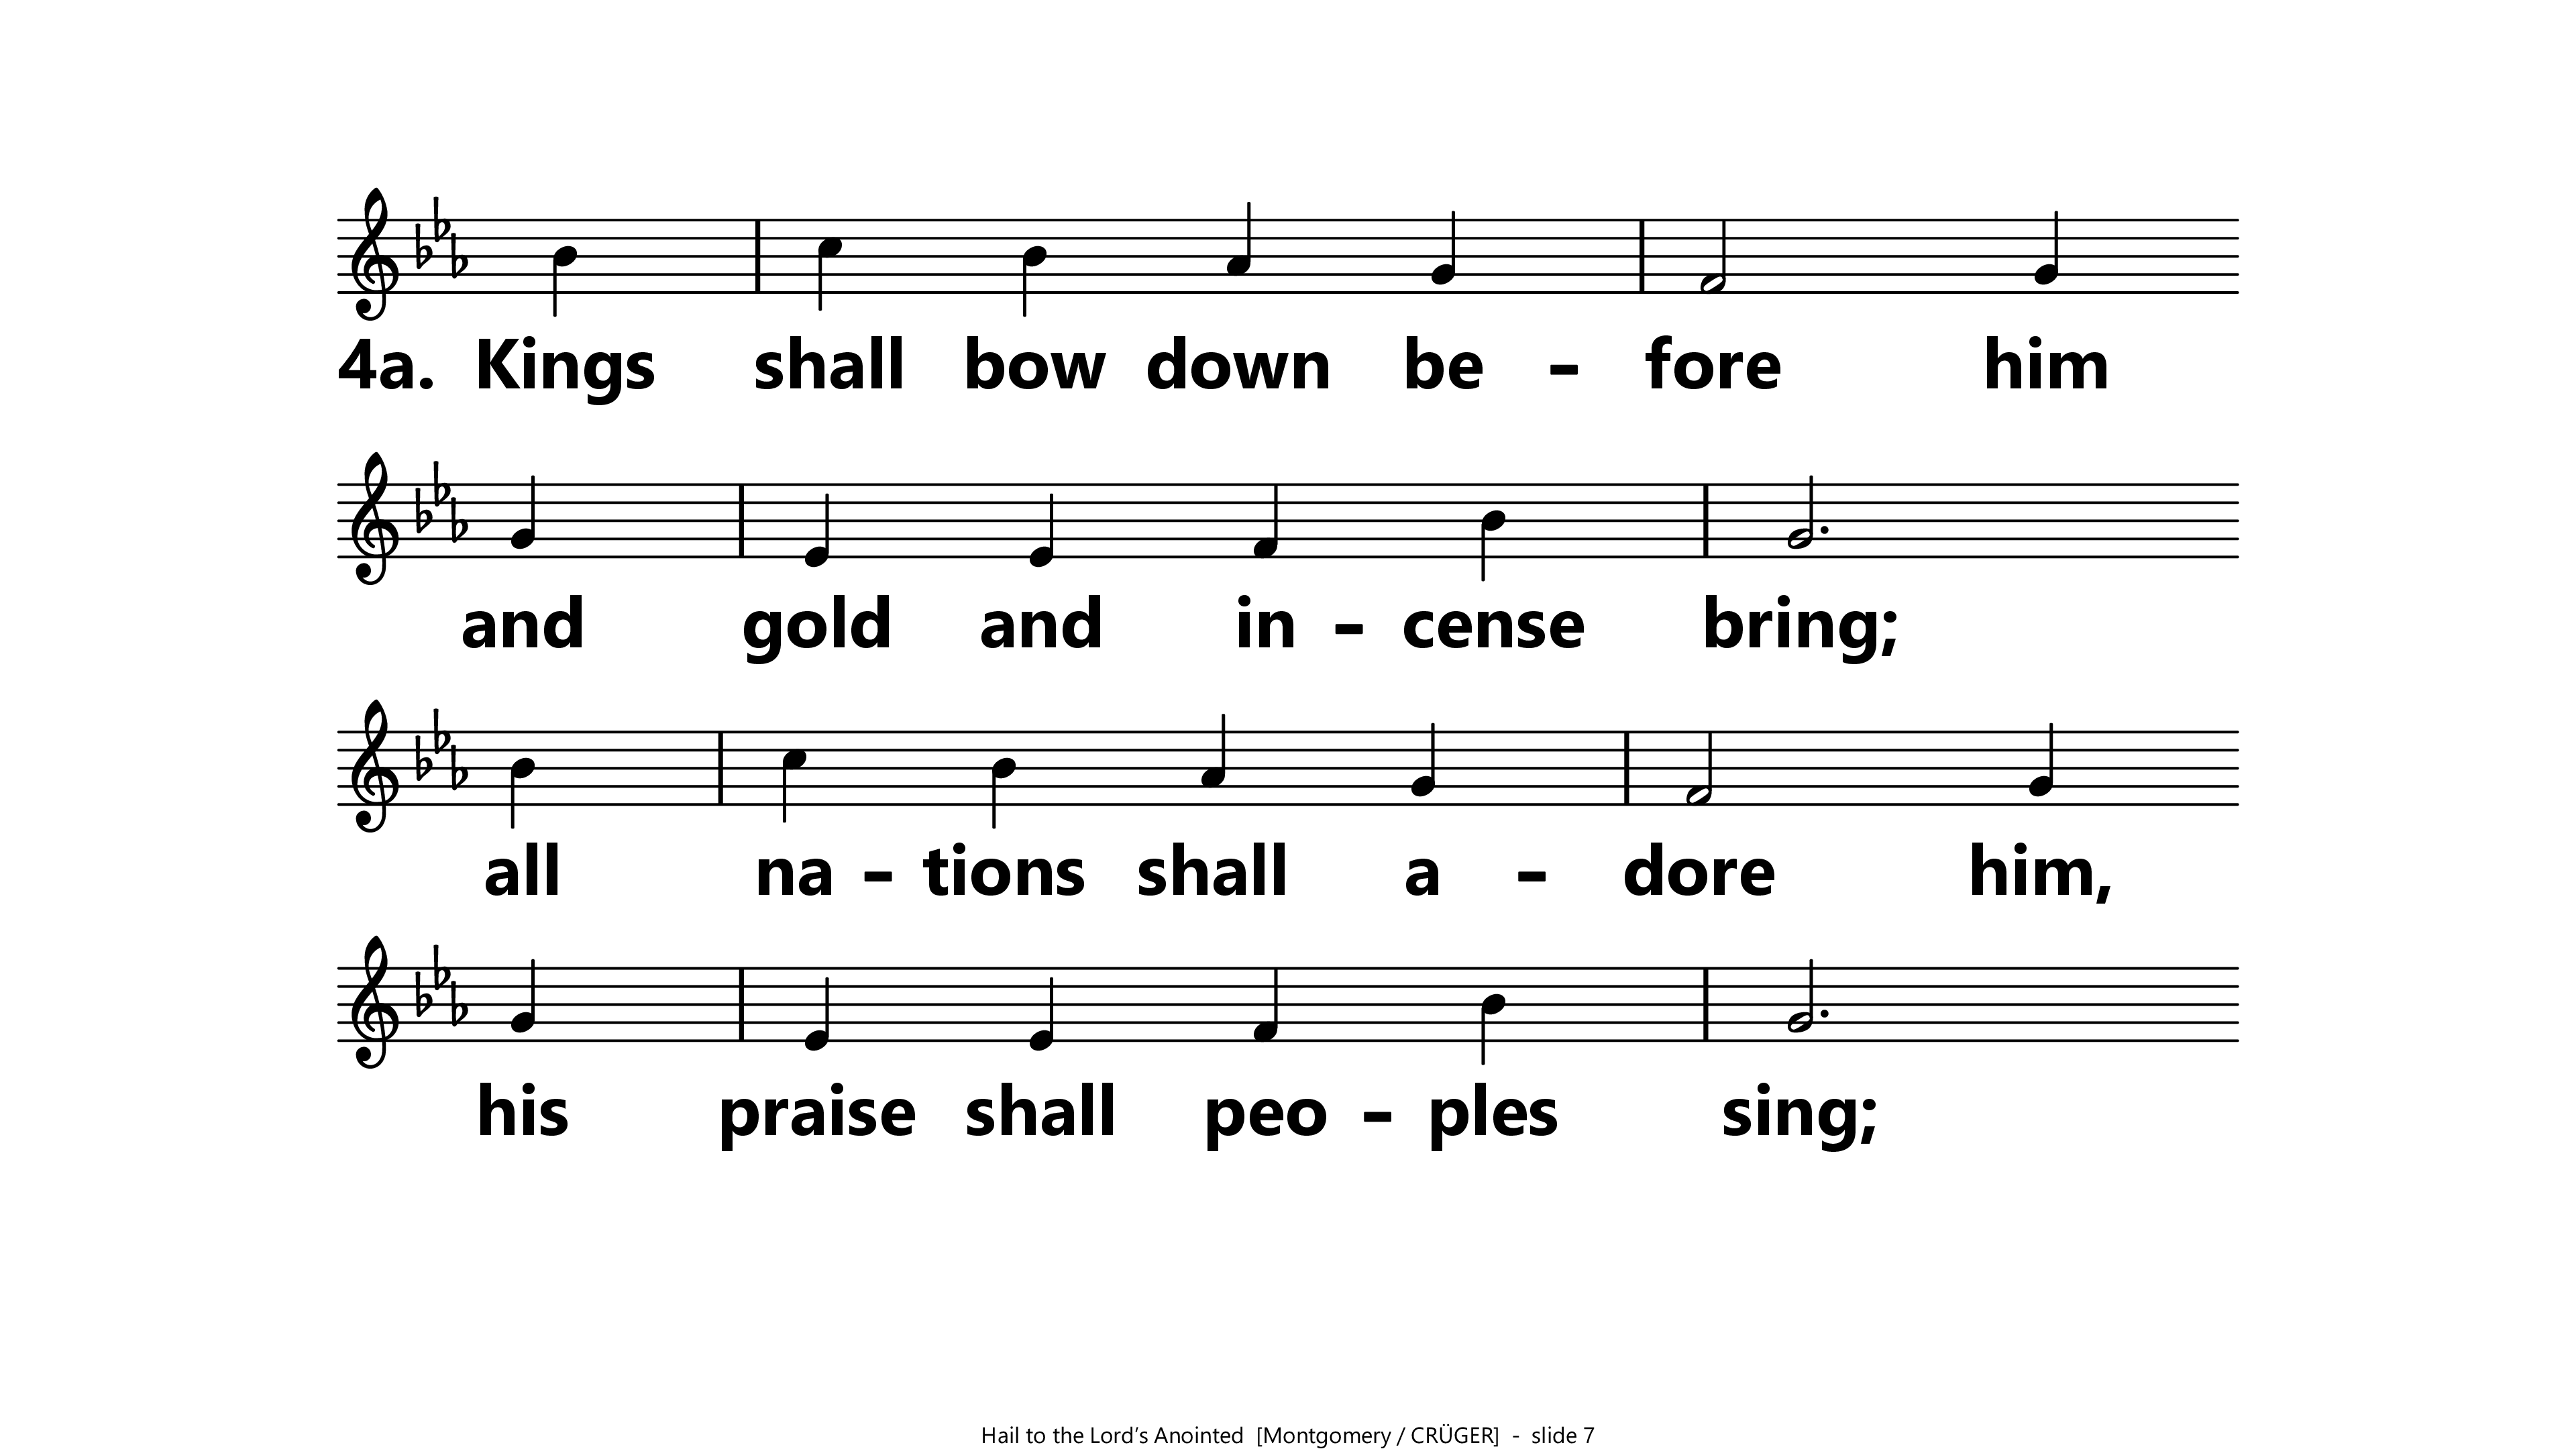 4a. Kings shall bow down be - fore him
and gold and in - cense bring;
all na - tions shall a - dore him,
his praise shall peo - ples sing;
Hail to the Lord’s Anointed [Montgomery / CRÜGER] - slide 7